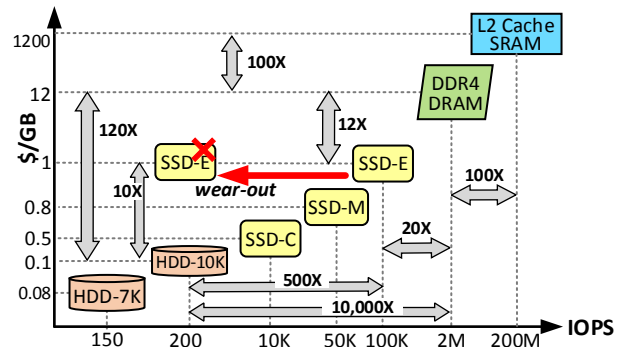 L2 Cache
SRAM
1200
100X
DDR4
DRAM
12
120X
12X
$/GB
SSD-E
SSD-E
1
10X
wear-out
100X
SSD-M
0.8
SSD-C
20X
0.5
HDD-10K
0.1
500X
HDD-7K
0.08
10,000X
IOPS
150
200
10K
50K
100K
2M
200M